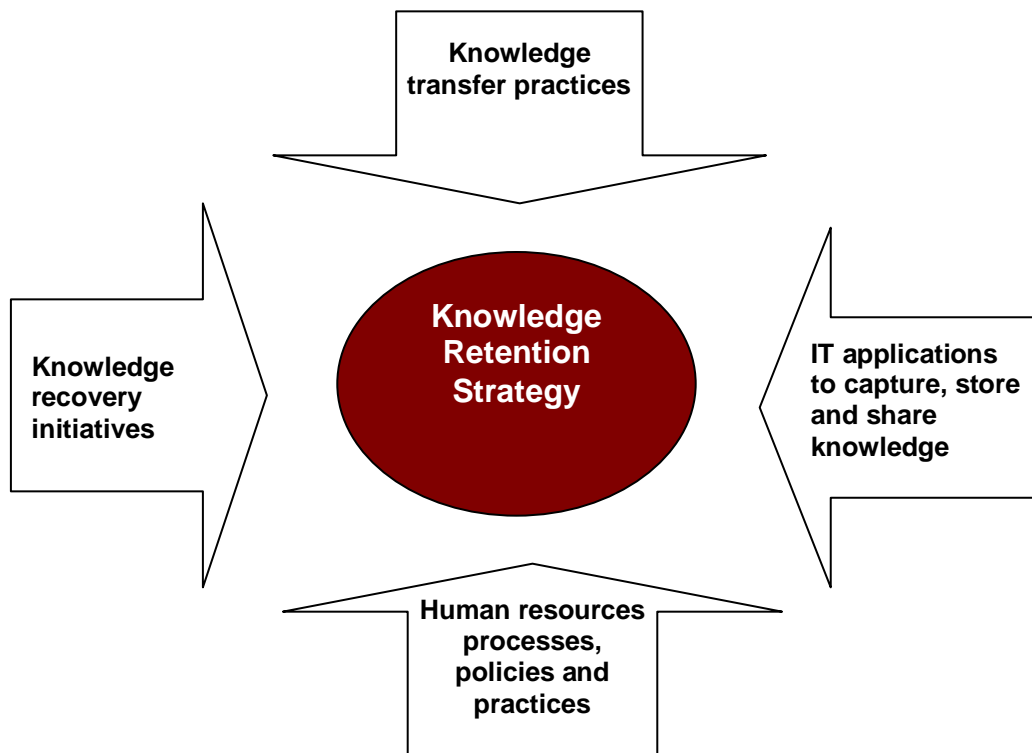 Knowledge
transfer practices
Knowledge
Retention
Strategy
Knowledge
recovery
initiatives
IT applications
to capture, store
and share
knowledge
Human resources
processes,
policies and
practices